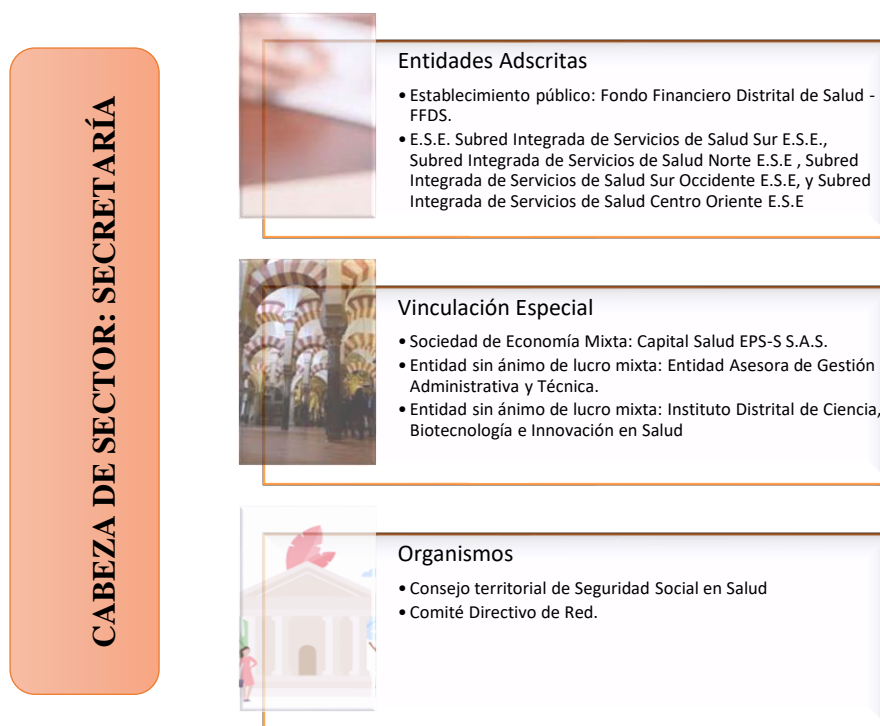 CABEZA DE SECTOR: SECRETARÍA
Entidades Adscritas
• Establecimiento público: Fondo Financiero Distrital de Salud -
FFDS.
• E.S.E. Subred Integrada de Servicios de Salud Sur E.S.E.,
Subred Integrada de Servicios de Salud Norte E.S.E , Subred
Integrada de Servicios de Salud Sur Occidente E.S.E, y Subred
Integrada de Servicios de Salud Centro Oriente E.S.E
Vinculación Especial
• Sociedad de Economía Mixta: Capital Salud EPS-S S.A.S.
• Entidad sin ánimo de lucro mixta: Entidad Asesora de Gestión
Administrativa y Técnica.
• Entidad sin ánimo de lucro mixta: Instituto Distrital de Ciencia,
Biotecnología e Innovación en Salud
Organismos
• Consejo territorial de Seguridad Social en Salud
• Comité Directivo de Red.